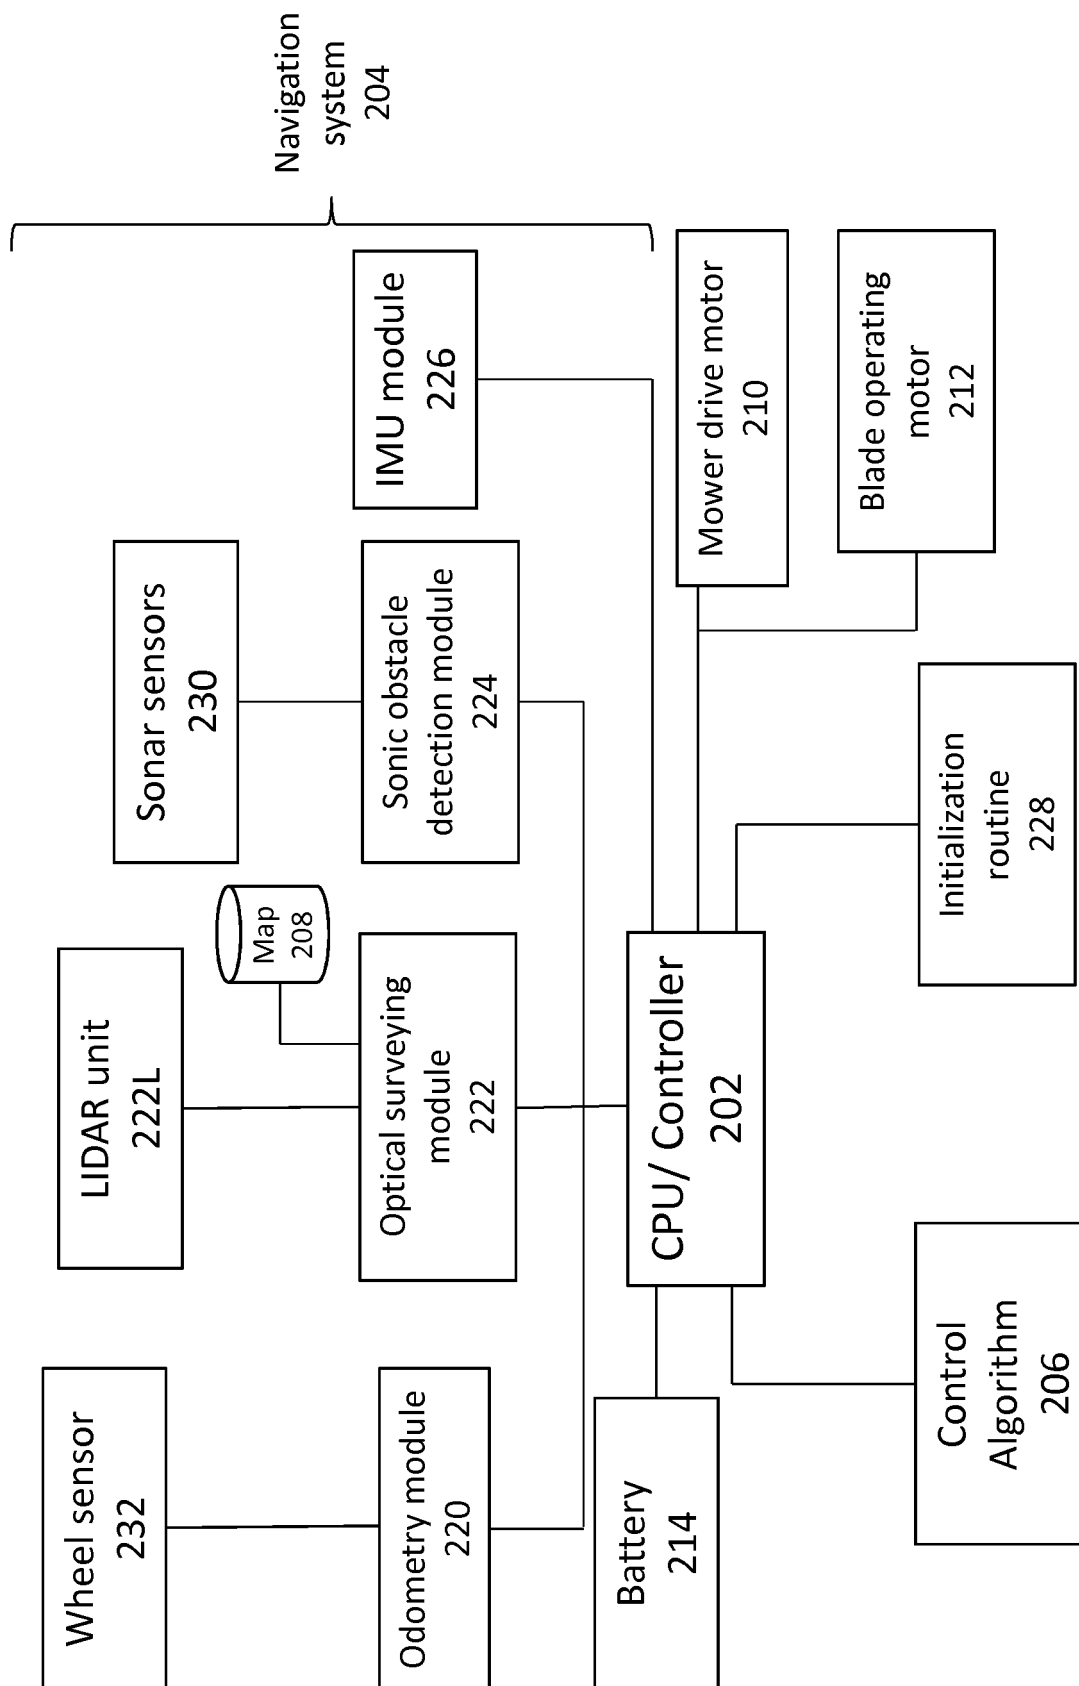 Wheel sensor
232
LIDAR unit
222L
Sonar sensors
230
Map
208
Navigation
system
204
Odometry module
220
Optical surveying
module
222
Sonic obstacle
detection module
224
IMU module
226
Battery
214
CPU/ Controller
202
Mower drive motor
210
Control
Algorithm
206
Initialization
routine
228
Blade operating
motor
212